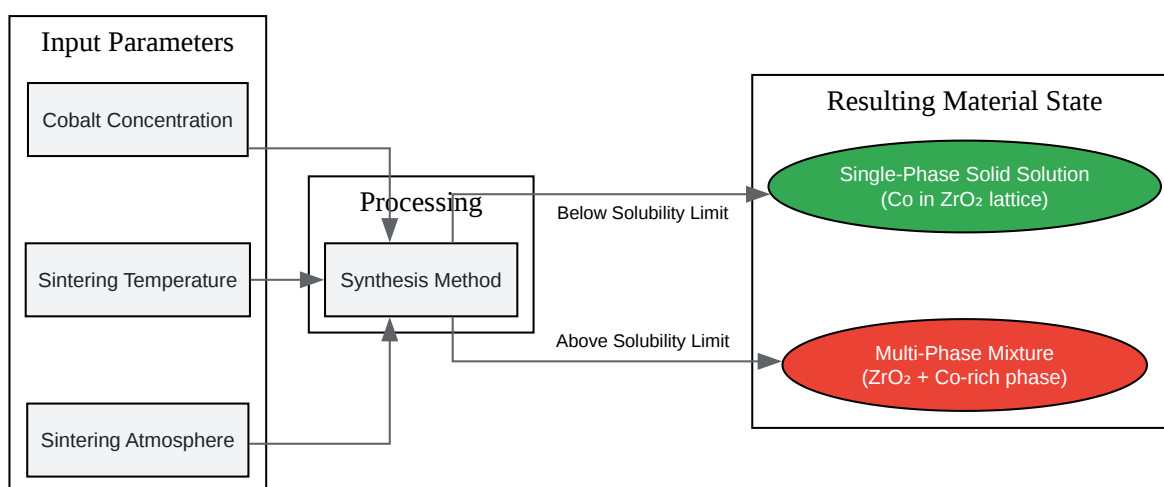 Input Parameters
Cobalt Concentration
Sintering Temperature
Sintering Atmosphere
Processing
Synthesis Method
Below Solubility Limit
Above Solubility Limit
Resulting Material State
Single-Phase Solid Solution
(Co in ZrO₂ lattice)
Multi-Phase Mixture
(ZrO₂ + Co-rich phase)